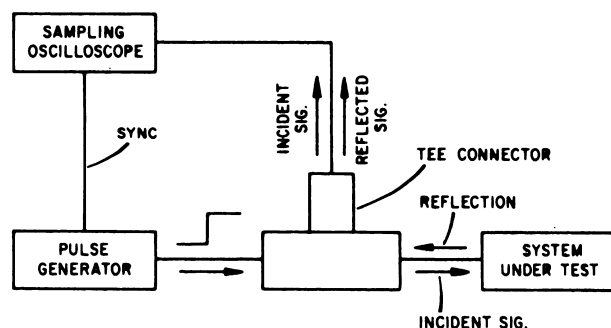 SAMPLING
OSCILLOSCOPE
INCIDENT
SIG.
REFLECTED
SIG.
SYNC
TEE CONNECTOR
REFLECTION
PULSE
GENERATOR
SYSTEM
UNDER TEST
INCIDENT SIG.